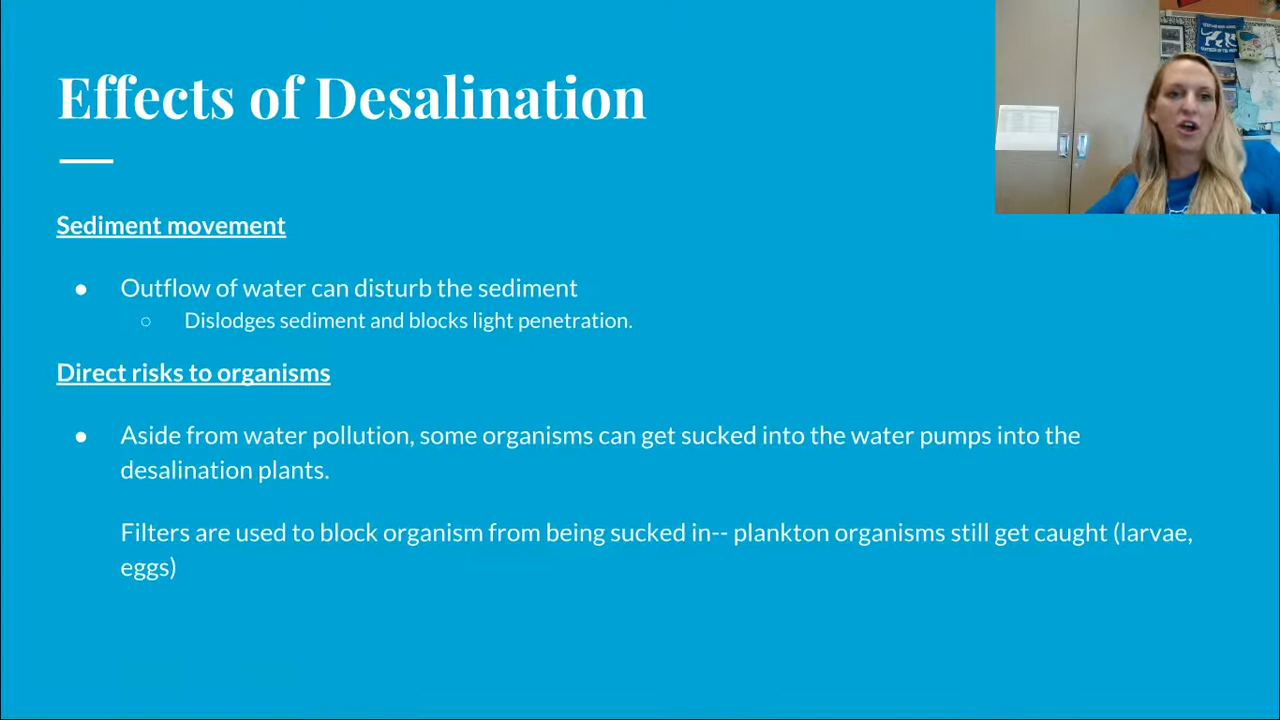 Effects of Desalination
Sediment movement
● Outflow of water can disturb the sediment
○ Dislodges sediment and blocks light penetration.
Direct risks to organisms
● Aside from water pollution, some organisms can get sucked into the water pumps into the
desalination plants.
Filters are used to block organism from being sucked in-- plankton organisms still get caught (larvae,
eggs)